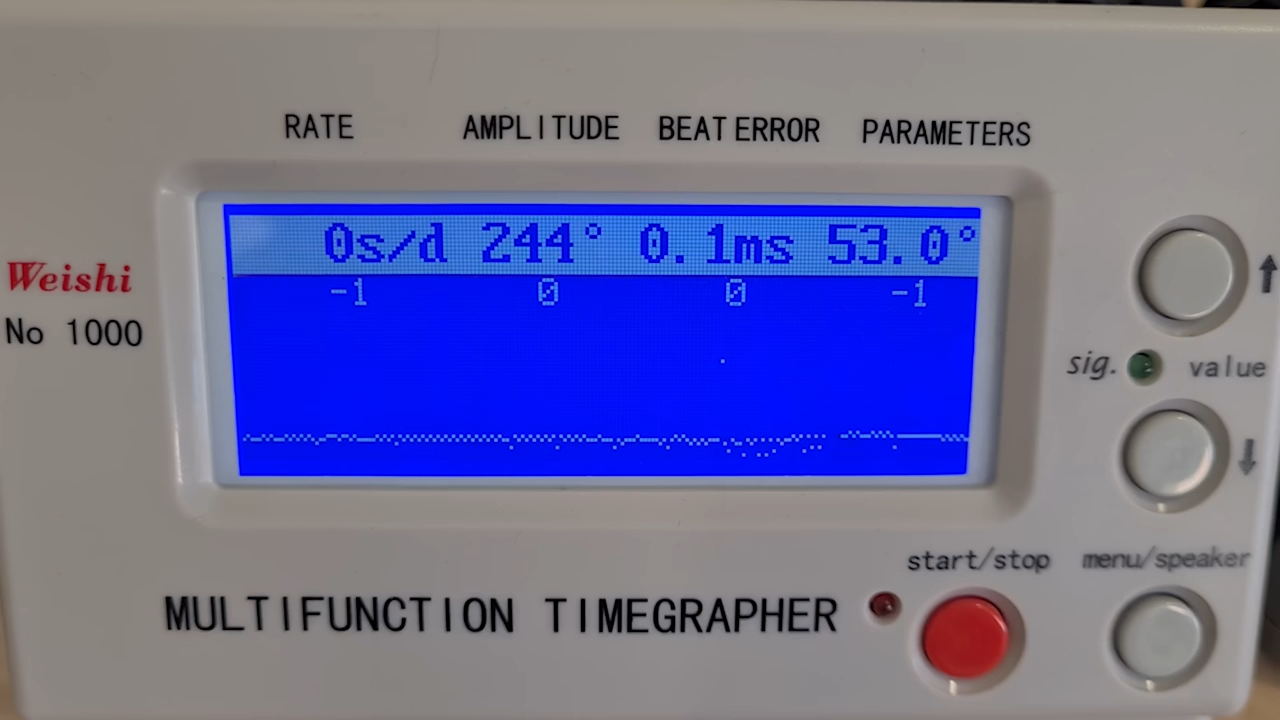 RATE AMPLITUDE BEAT ERROR PARAMETERS
0s/d 244° 0.1ms 53.0°
-1 0 0 -1
Weishi
No 1000
sig. value
start/stop menu/speaker
MULTIFUNCTION TIMEGRAPHER